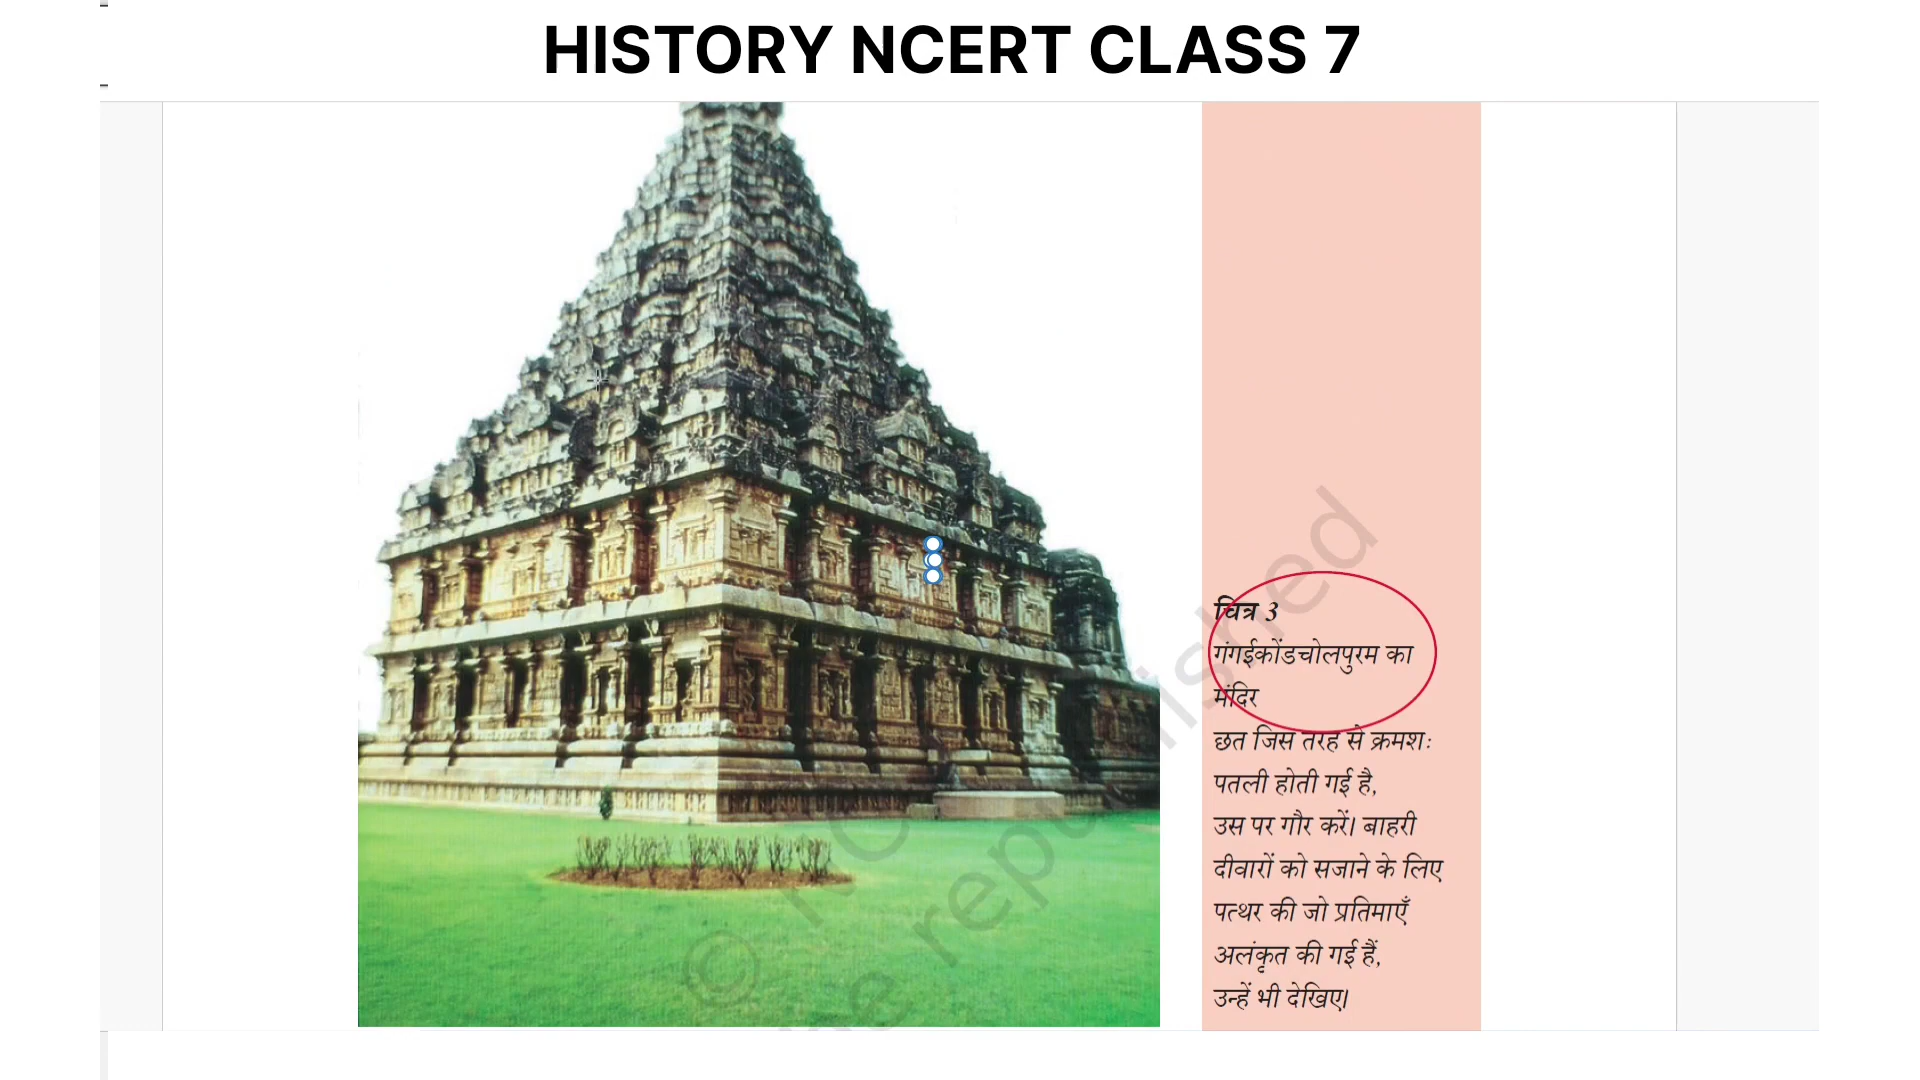 HISTORY NCERT CLASS 7
चित्र 3
गंगईकोंडचोलपुरम का
मंदिर
छत जिस तरह से क्रमशः
पतली होती गई है,
उस पर गौर करें। बाहरी
दीवारों को सजाने के लिए
पत्थर की जो प्रतिमाएँ
अलंकृत की गई हैं,
उन्हें भी देखिए।